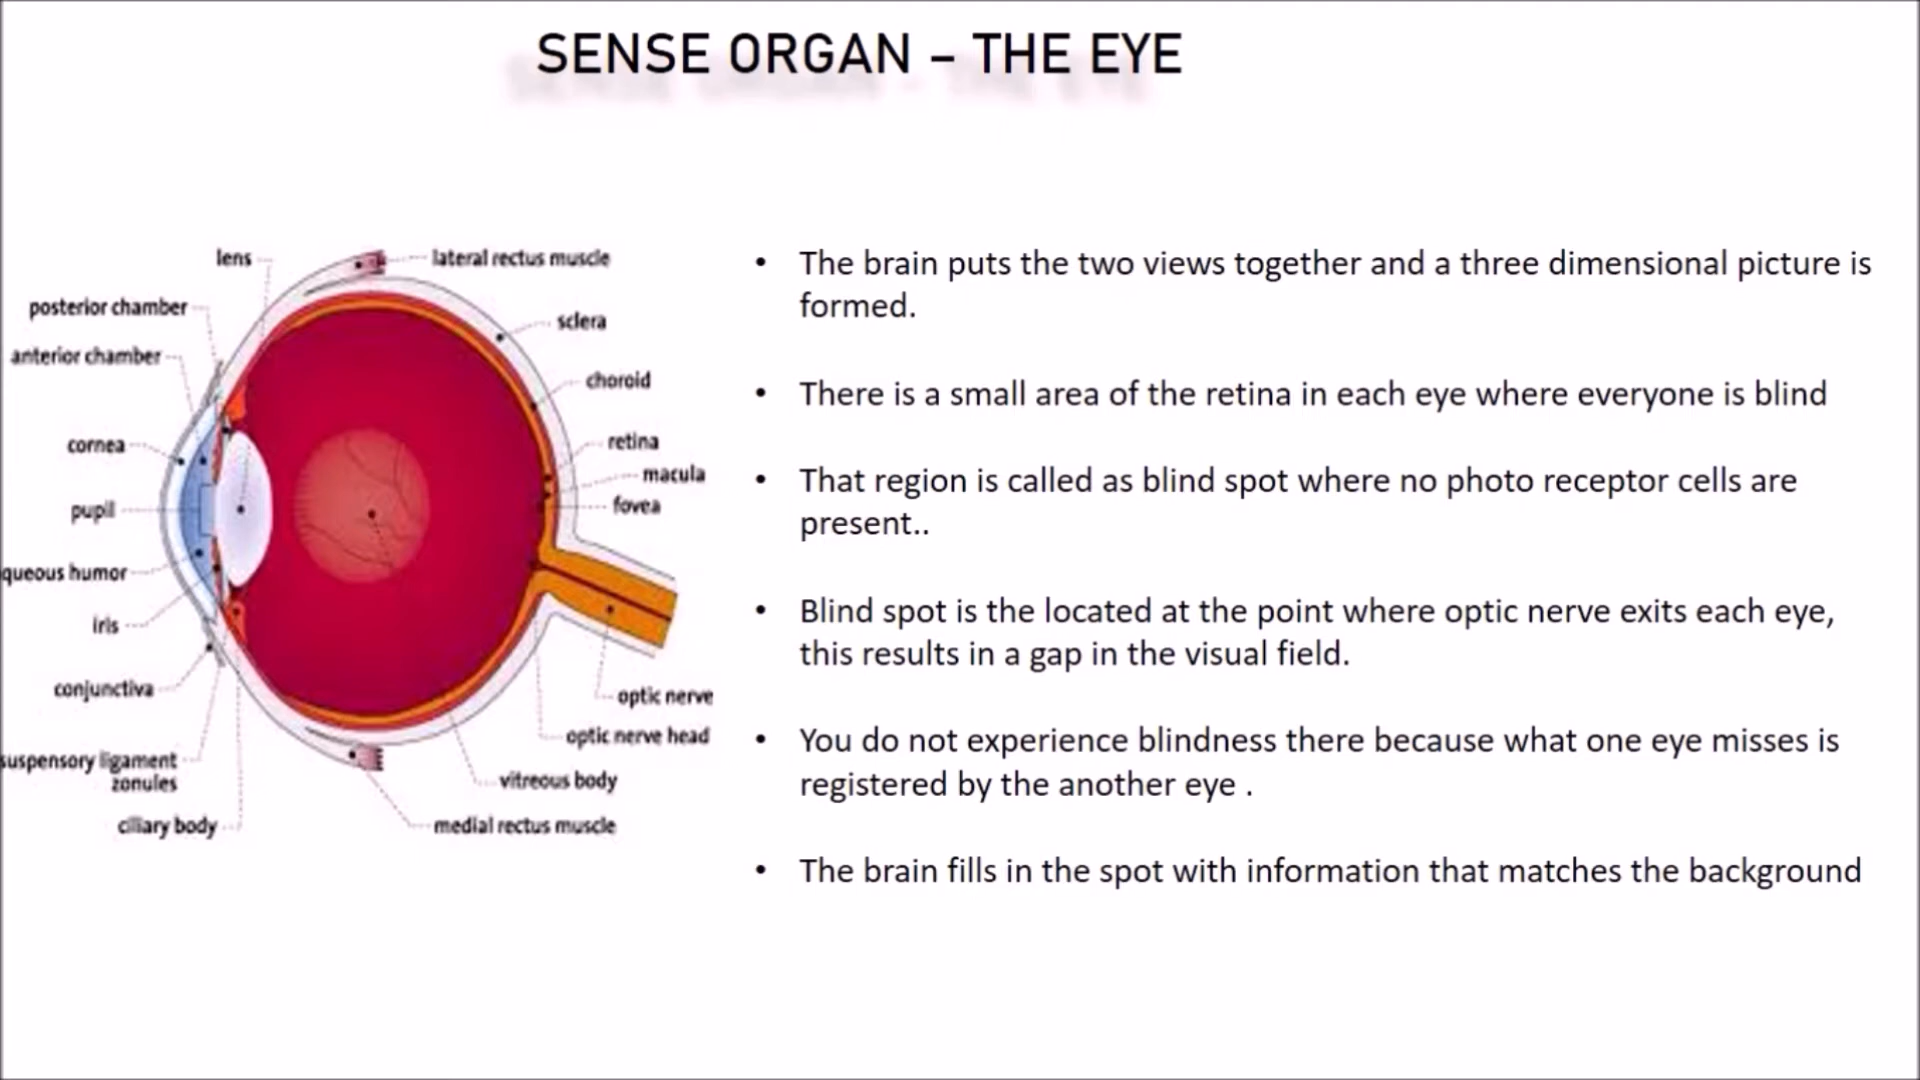 SENSE ORGAN – THE EYE
lens
lateral rectus muscle
posterior chamber
sclera
anterior chamber
choroid
cornea
retina
macula
pupil
fovea
queous humor
iris
conjunctiva
optic nerve
optic nerve head
suspensory ligament
zonules
vitreous body
ciliary body
medial rectus muscle
• The brain puts the two views together and a three dimensional picture is
formed.
• There is a small area of the retina in each eye where everyone is blind
• That region is called as blind spot where no photo receptor cells are
present..
• Blind spot is the located at the point where optic nerve exits each eye,
this results in a gap in the visual field.
• You do not experience blindness there because what one eye misses is
registered by the another eye .
• The brain fills in the spot with information that matches the background